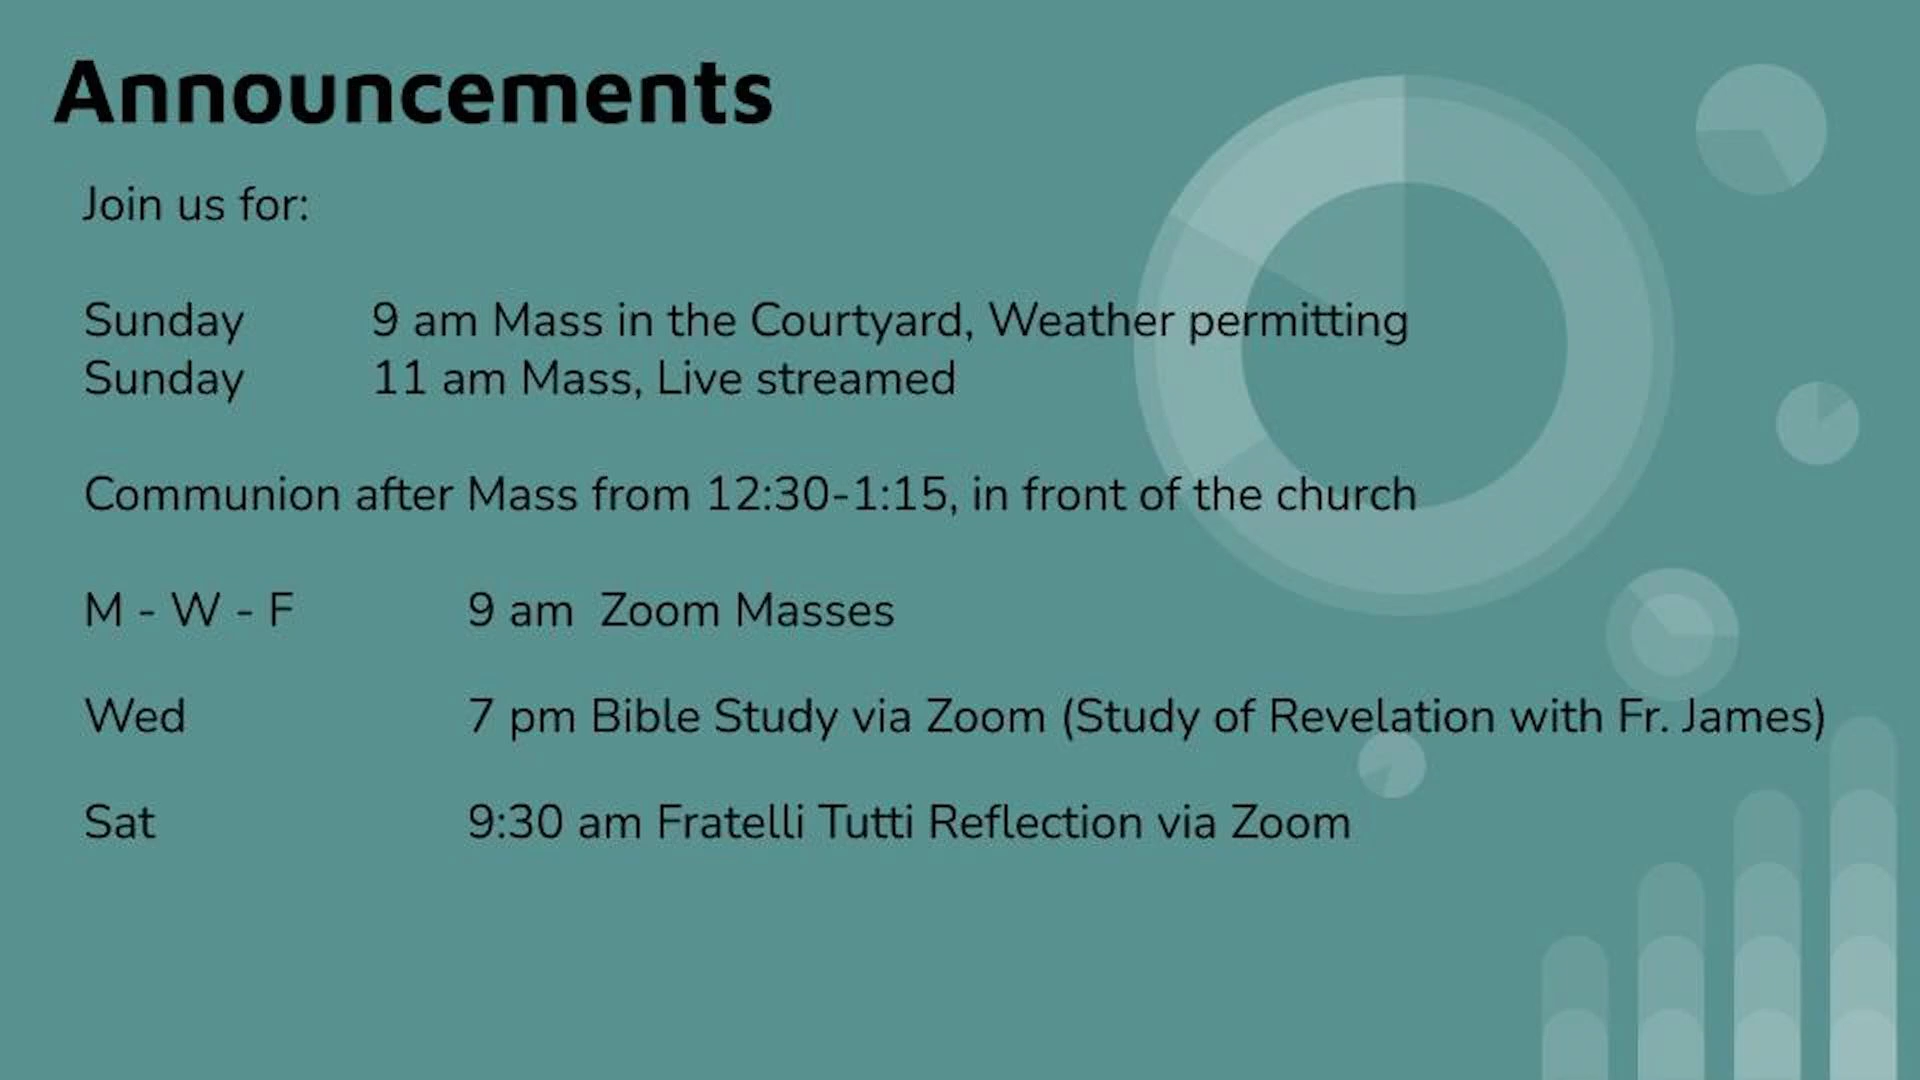 Announcements
Join us for:
Sunday 9 am Mass in the Courtyard, Weather permitting
Sunday 11 am Mass, Live streamed
Communion after Mass from 12:30-1:15, in front of the church
M - W - F 9 am Zoom Masses
Wed 7 pm Bible Study via Zoom (Study of Revelation with Fr. James)
Sat 9:30 am Fratelli Tutti Reflection via Zoom